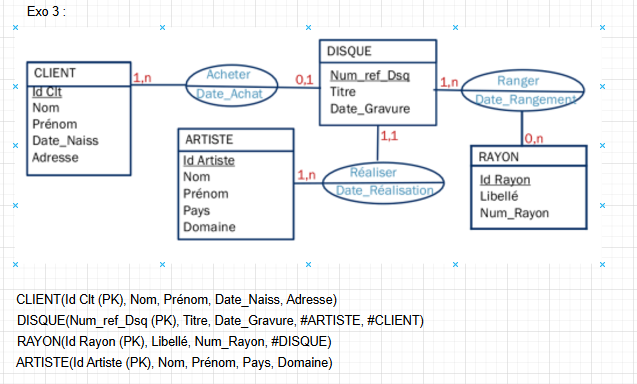 Exo 3 :
CLIENT
Id Clt
Nom
Prénom
Date_Naiss
Adresse
1,n
Acheter
Date_Achat
0,1
DISQUE
Num_ref_Dsq
Titre
Date_Gravure
1,n
Ranger
Date_Rangement
0,n
RAYON
Id Rayon
Libellé
Num_Rayon
1,1
Réaliser
Date_Réalisation
1,n
ARTISTE
Id Artiste
Nom
Prénom
Pays
Domaine
CLIENT(Id Clt (PK), Nom, Prénom, Date_Naiss, Adresse)
DISQUE(Num_ref_Dsq (PK), Titre, Date_Gravure, #ARTISTE, #CLIENT)
RAYON(Id Rayon (PK), Libellé, Num_Rayon, #DISQUE)
ARTISTE(Id Artiste (PK), Nom, Prénom, Pays, Domaine)